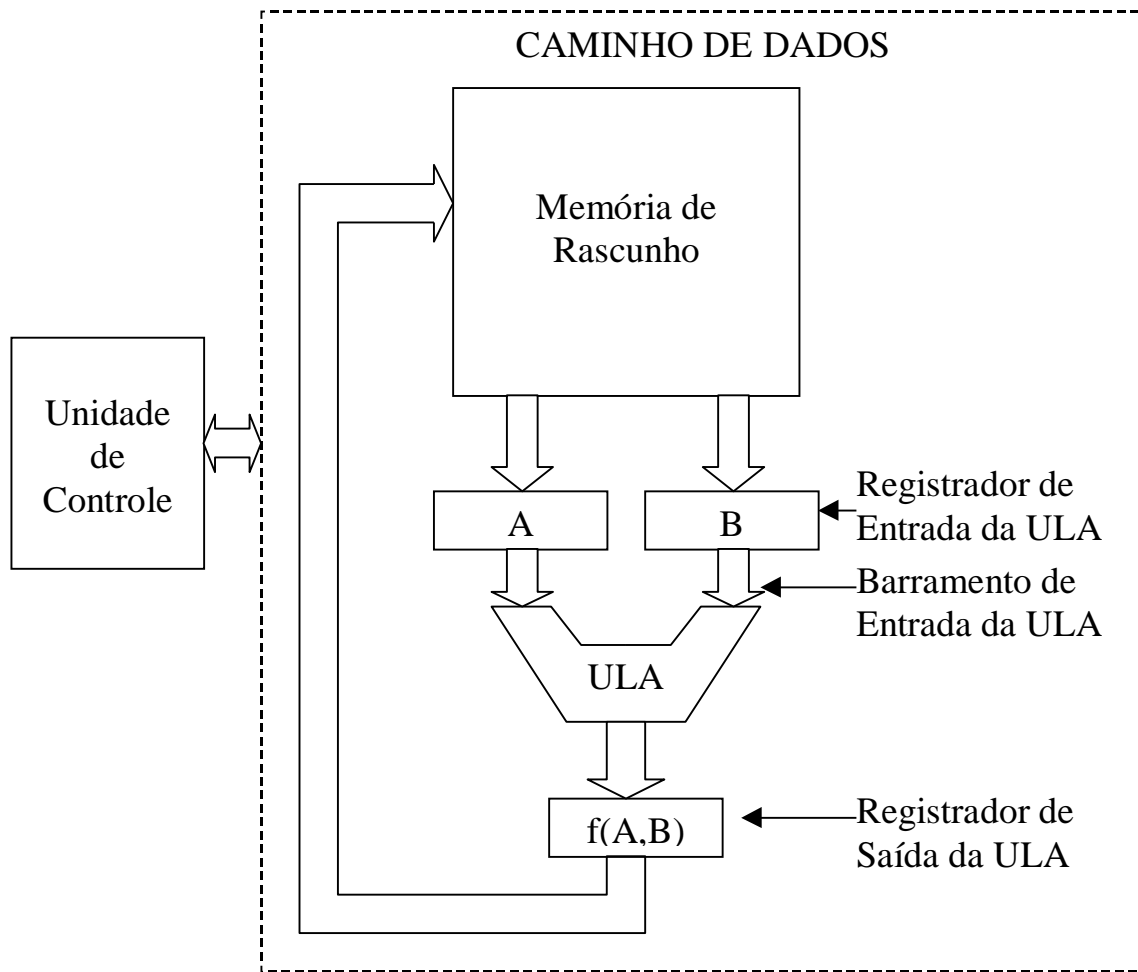 CAMINHO DE DADOS
Memória de
Rascunho
Unidade
de
Controle
A
B
Registrador de
Entrada da ULA
Barramento de
Entrada da ULA
ULA
f(A,B)
Registrador de
Saída da ULA